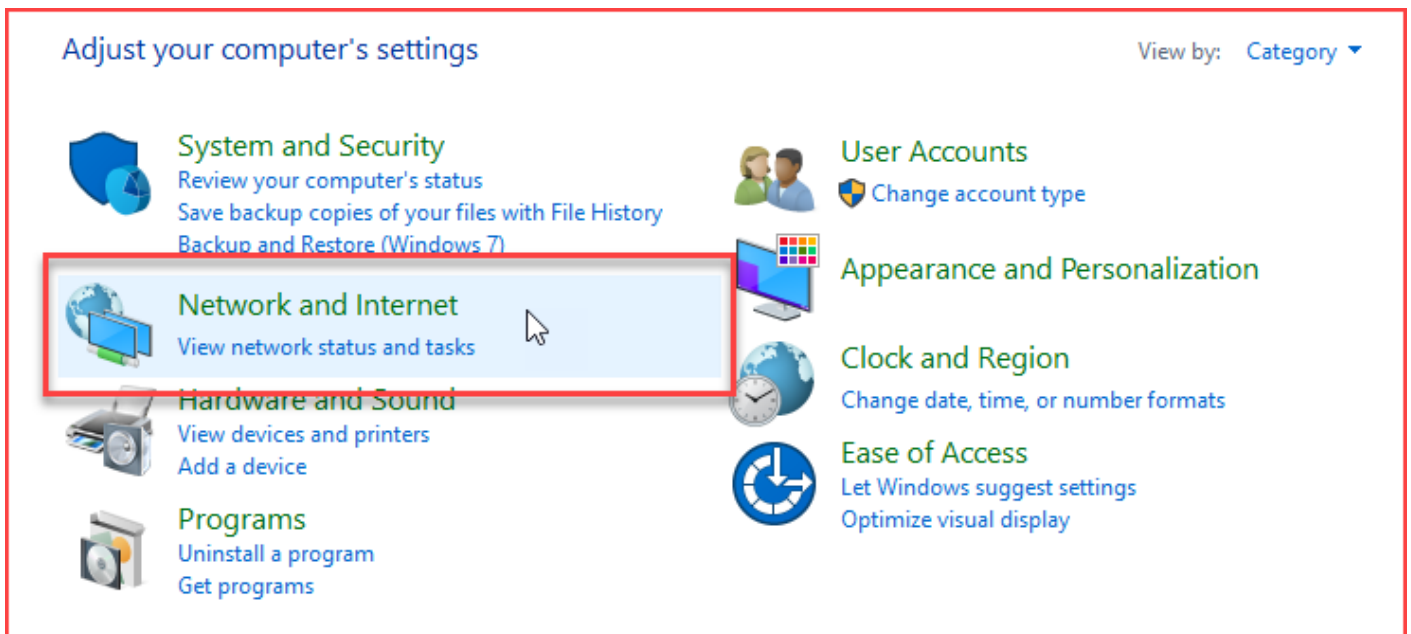 Adjust your computer's settings
View by: Category
System and Security
Review your computer's status
Save backup copies of your files with File History
Backup and Restore (Windows 7)
Network and Internet
View network status and tasks
Hardware and Sound
View devices and printers
Add a device
Programs
Uninstall a program
Get programs
User Accounts
Change account type
Appearance and Personalization
Clock and Region
Change date, time, or number formats
Ease of Access
Let Windows suggest settings
Optimize visual display